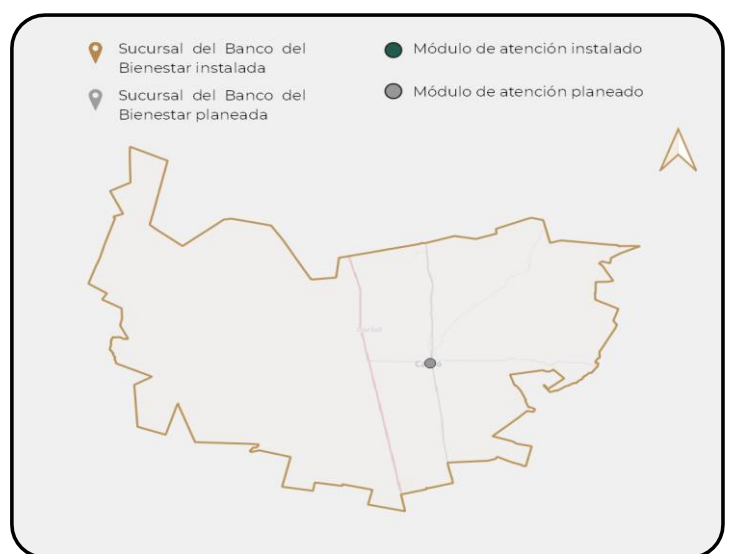 Sucursal del Banco del
Bienestar instalada
Sucursal del Banco del
Bienestar planeada
Módulo de atención instalado
Módulo de atención planeado